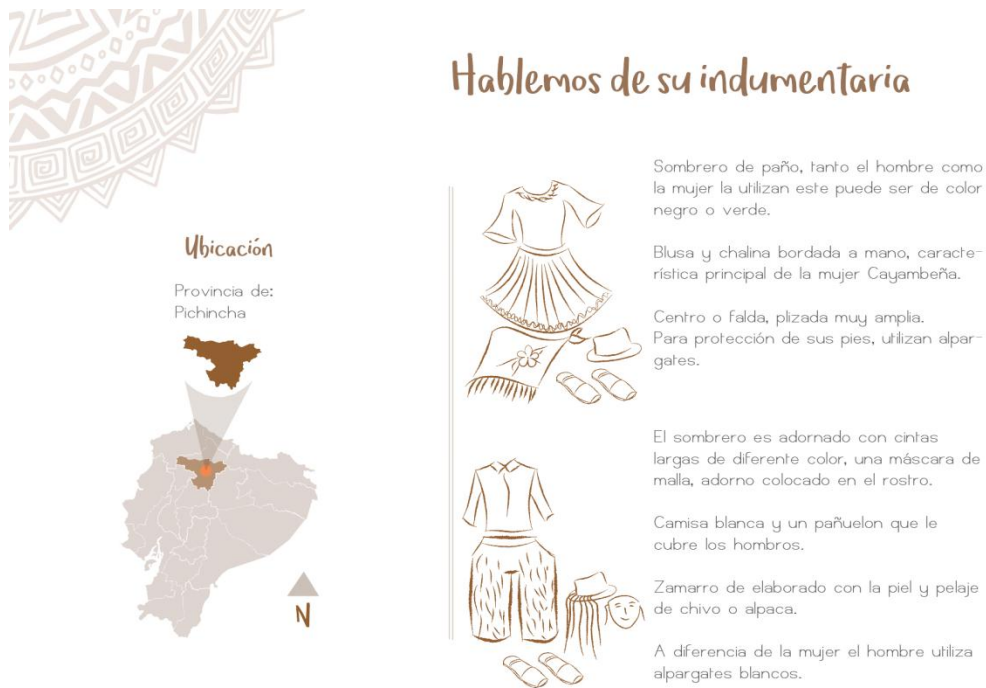 Hablemos de su indumentaria
Ubicación
Provincia de:
Pichincha
N
Sombrero de paño, tanto el hombre como
la mujer la utilizan este puede ser de color
negro o verde.
Blusa y chalina bordada a mano, caracte-
rística principal de la mujer Cayambeña.
Centro o falda, plizada muy amplia.
Para protección de sus pies, utilizan alpar-
gates.
El sombrero es adornado con cintas
largas de diferente color, una máscara de
malla, adorno colocado en el rostro.
Camisa blanca y un pañuelon que le
cubre los hombros.
Zamarro de elaborado con la piel y pelaje
de chivo o alpaca.
A diferencia de la mujer el hombre utiliza
alpargates blancos.